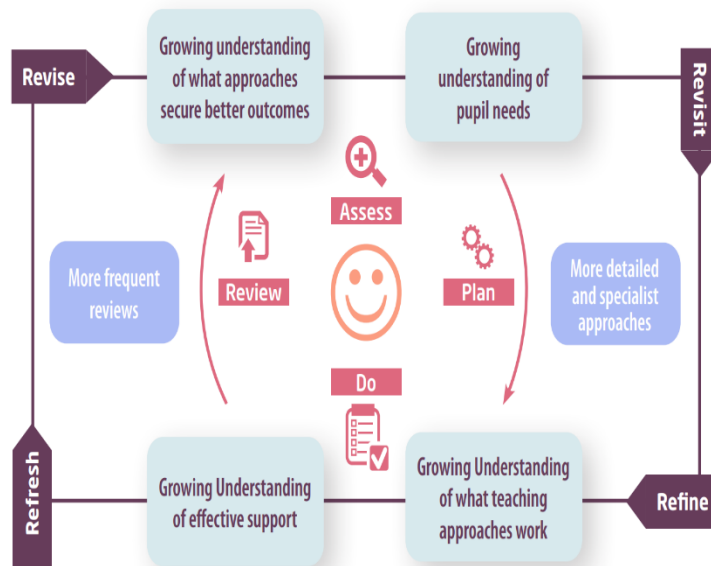 Revise
Growing understanding
of what approaches
secure better outcomes
Growing
understanding of
pupil needs
Revisit
Assess
More frequent
reviews
Review
Plan
More detailed
and specialist
approaches
Do
Refresh
Growing Understanding
of effective support
Growing Understanding
of what teaching
approaches work
Refine